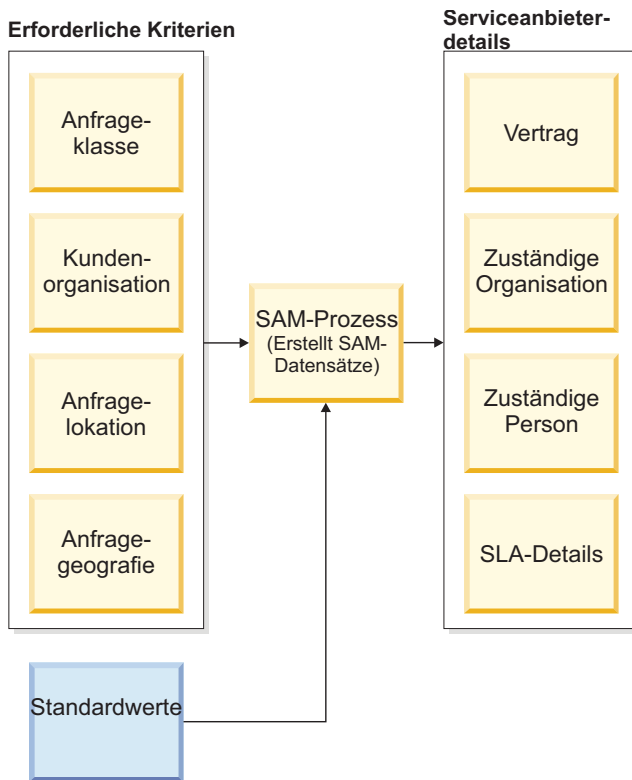 Erforderliche Kriterien
Anfrage-
klasse
Kunden-
organisation
Anfrage-
lokation
Anfrage-
geografie
Standardwerte
SAM-Prozess
(Erstellt SAM-
Datensätze)
Serviceanbieter-
details
Vertrag
Zuständige
Organisation
Zuständige
Person
SLA-Details